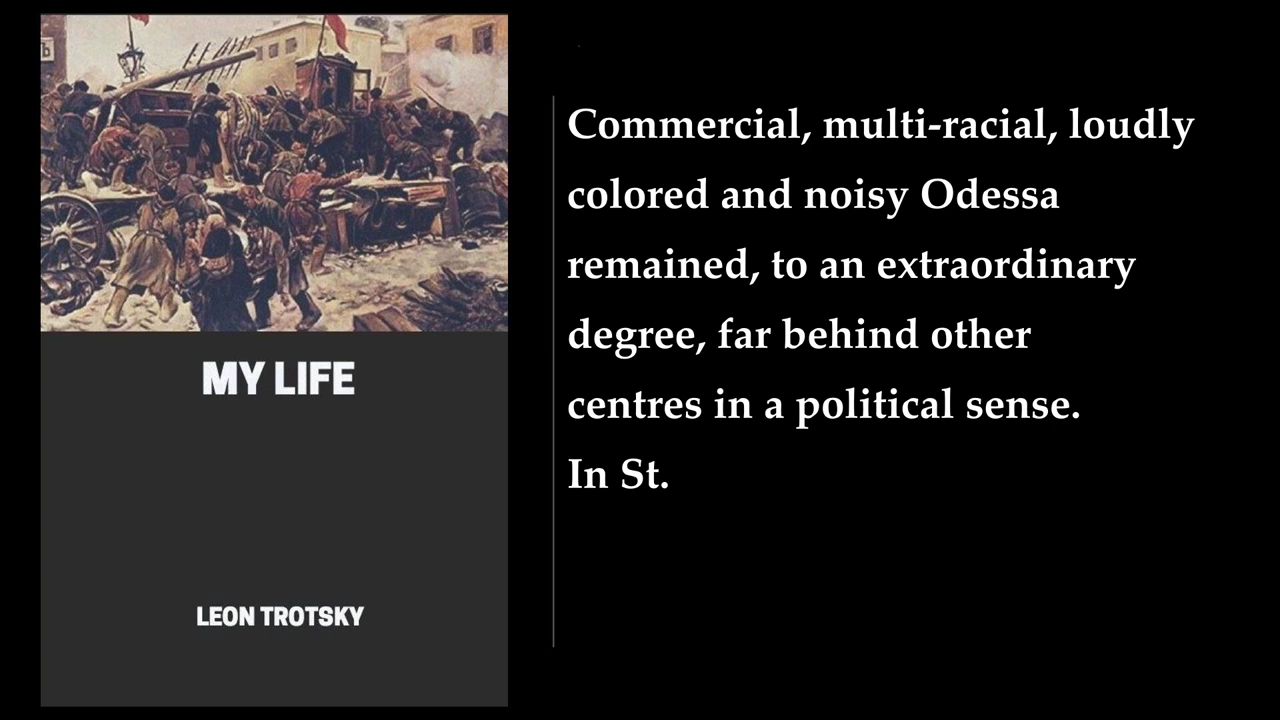 MY LIFE
LEON TROTSKY
Commercial, multi-racial, loudly
colored and noisy Odessa
remained, to an extraordinary
degree, far behind other
centres in a political sense.
In St.